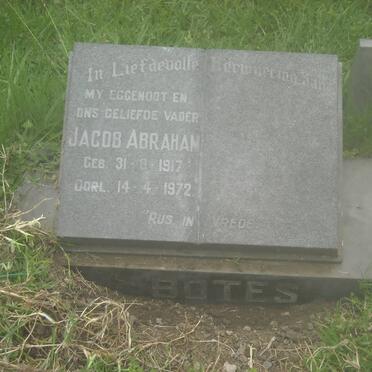 In Liefdevolle Herinnering Aan
MY EGGENOOT EN
ONS GELIEFDE VADER
JACOB ABRAHAM
GEB. 31-8-1917
OORL. 14-4-1972
RUS IN VREDE
BOTES